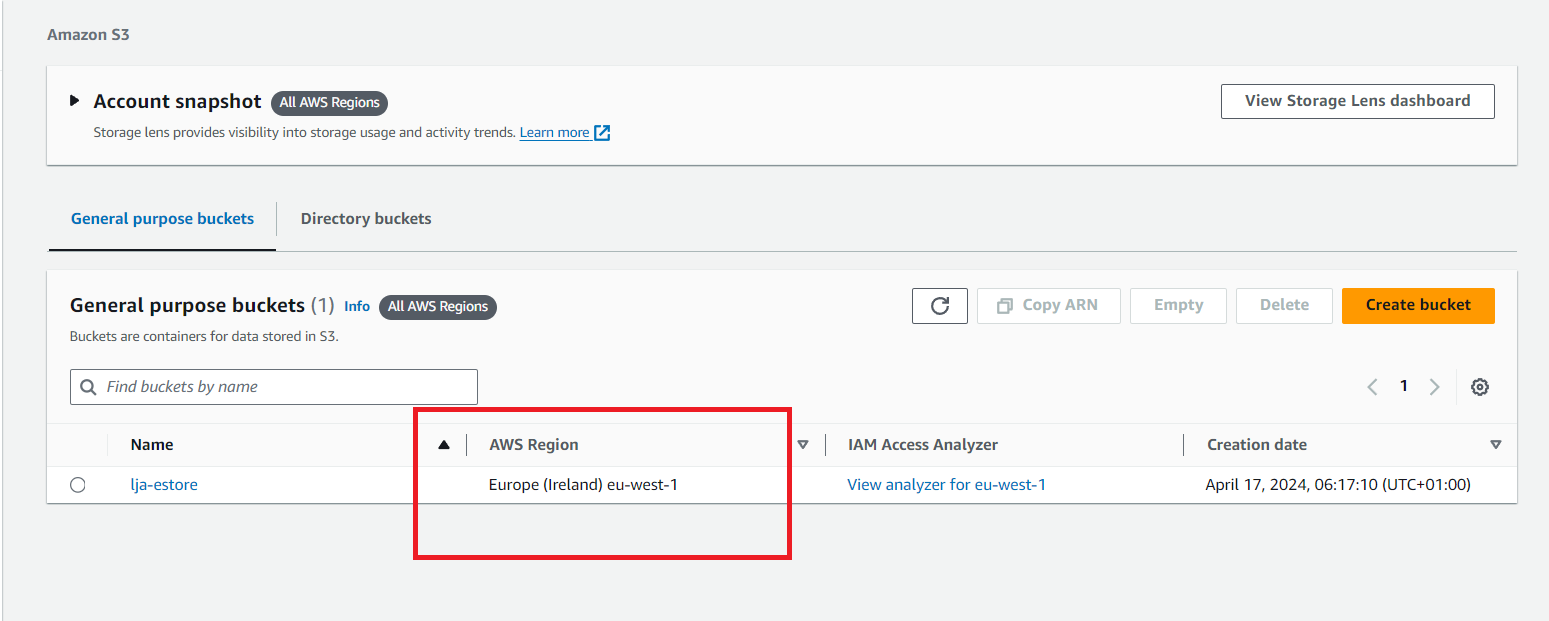 Amazon S3
Account snapshot All AWS Regions
View Storage Lens dashboard
Storage lens provides visibility into storage usage and activity trends. Learn more
General purpose buckets
Directory buckets
General purpose buckets (1) Info All AWS Regions
Copy ARN
Empty
Delete
Create bucket
Buckets are containers for data stored in S3.
Find buckets by name
1
Name
AWS Region
IAM Access Analyzer
Creation date
lja-estore
Europe (Ireland) eu-west-1
View analyzer for eu-west-1
April 17, 2024, 06:17:10 (UTC+01:00)